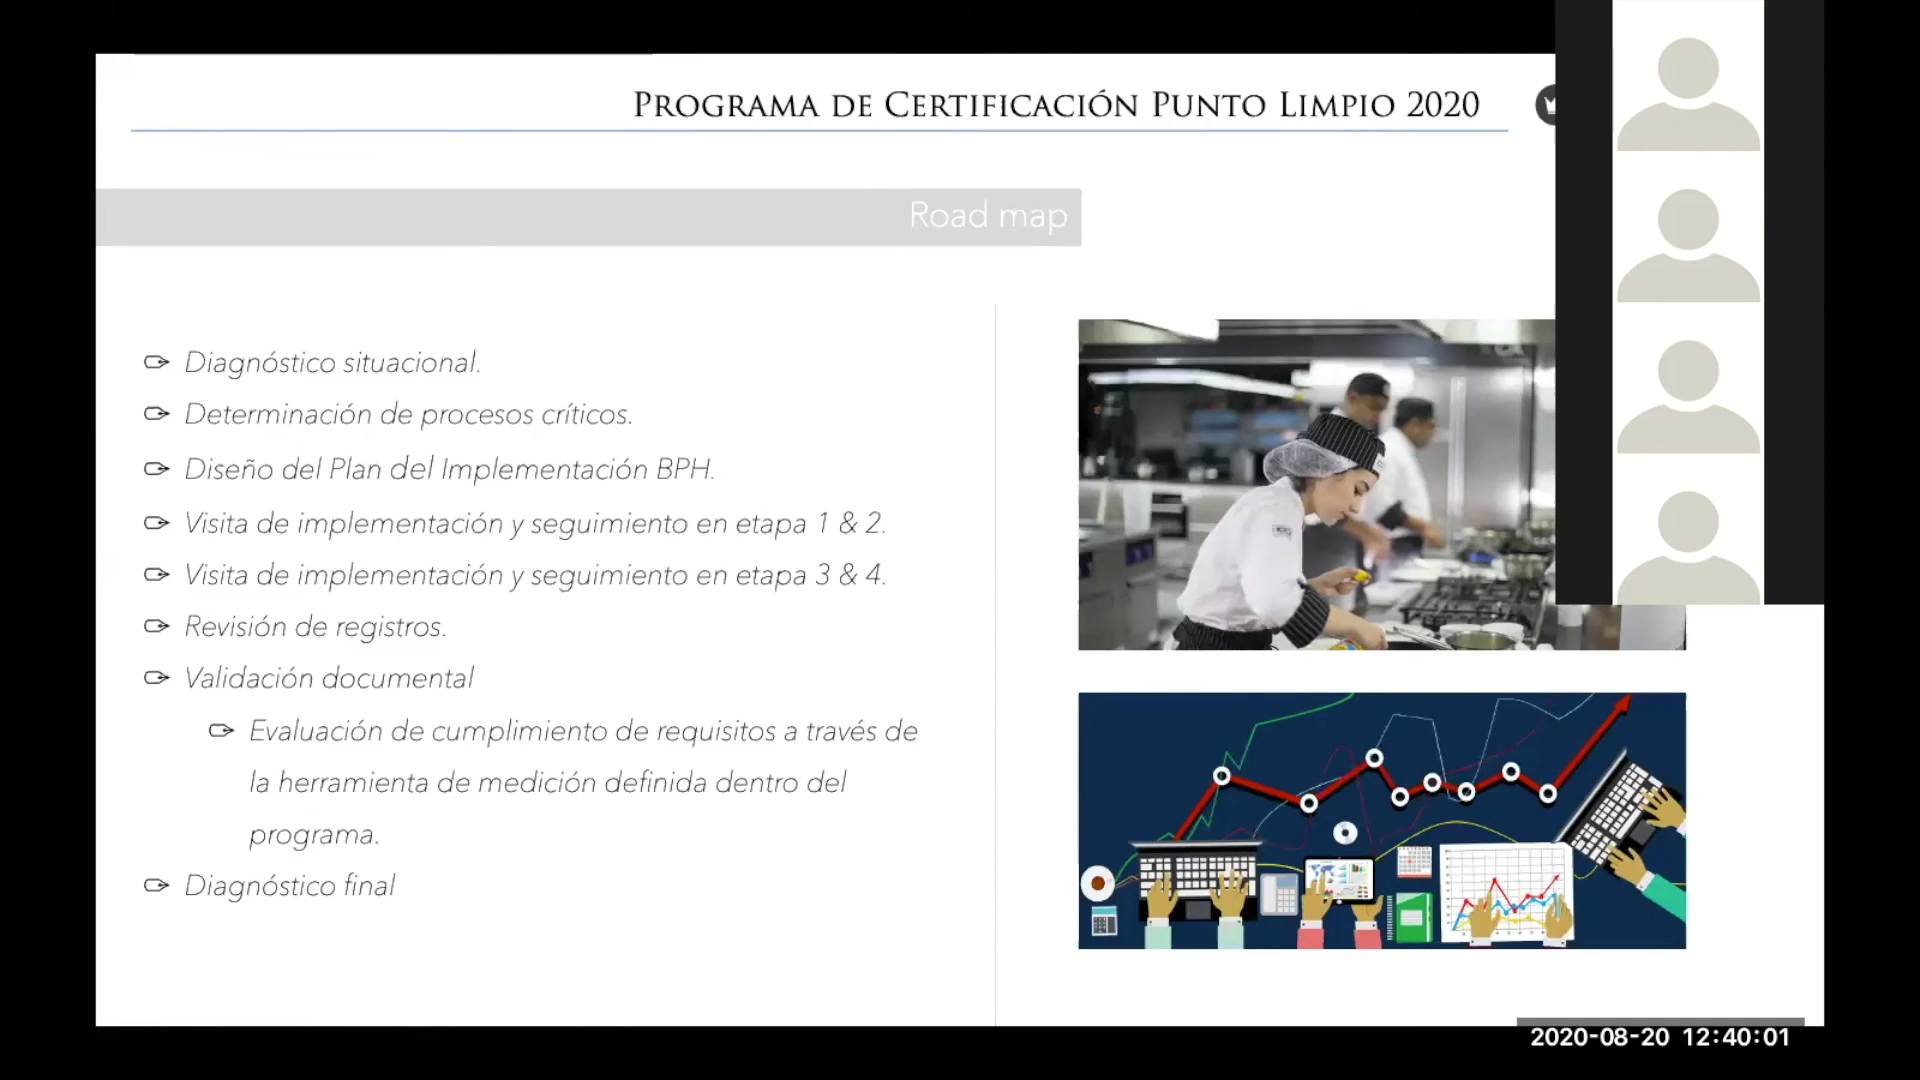 PROGRAMA DE CERTIFICACIÓN PUNTO LIMPIO 2020
Road map
Diagnóstico situacional.
Determinación de procesos críticos.
Diseño del Plan del Implementación BPH.
Visita de implementación y seguimiento en etapa 1 & 2.
Visita de implementación y seguimiento en etapa 3 & 4.
Revisión de registros.
Validación documental
Evaluación de cumplimiento de requisitos a través de
la herramienta de medición definida dentro del
programa.
Diagnóstico final
2020-08-20 12:40:01